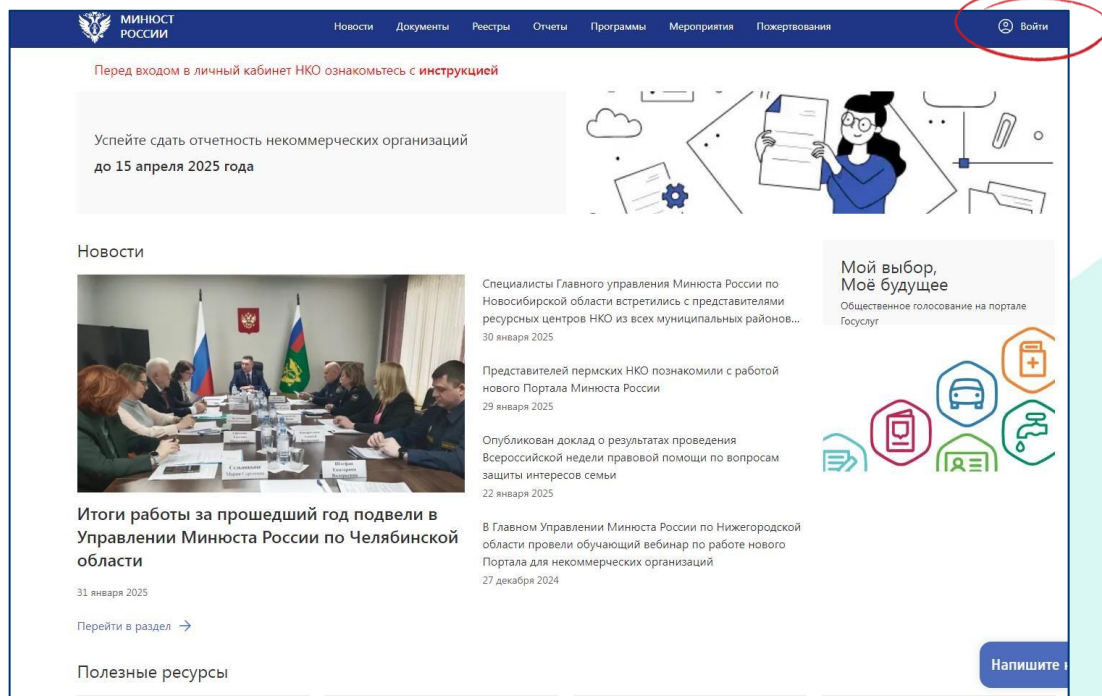 МИНЮСТ
РОССИИ
Новости Документы Реестры Отчеты Программы Мероприятия Пожертвования Войти
Перед входом в личный кабинет НКО ознакомьтесь с инструкцией
Успейте сдать отчетность некоммерческих организаций
до 15 апреля 2025 года
Новости
Итоги работы за прошедший год подвели в
Управлении Минюста России по Челябинской
области
31 января 2025
Перейти в раздел
Специалисты Главного управления Минюста России по
Новосибирской области встретились с представителями
ресурсных центров НКО из всех муниципальных районов...
30 января 2025
Представителей пермских НКО познакомили с работой
нового Портала Минюста России
29 января 2025
Опубликован доклад о результатах проведения
Всероссийской недели правовой помощи по вопросам
защиты интересов семьи
22 января 2025
В Главном Управлении Минюста России по Нижегородской
области провели обучающий вебинар по работе нового
Портала для некоммерческих организаций
27 декабря 2024
Мой выбор,
Моё будущее
Общественное голосование на портале
Госуслуг
Напишите
Полезные ресурсы